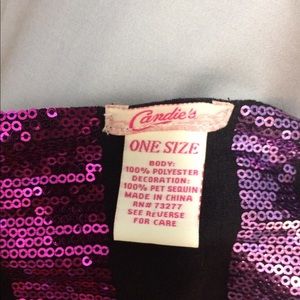 Candie's
ONE SIZE
BODY:
100% POLYESTER
DECORATION:
100% PET SEQUIN
MADE IN CHINA
RN# 73277
SEE REVERSE
FOR CARE